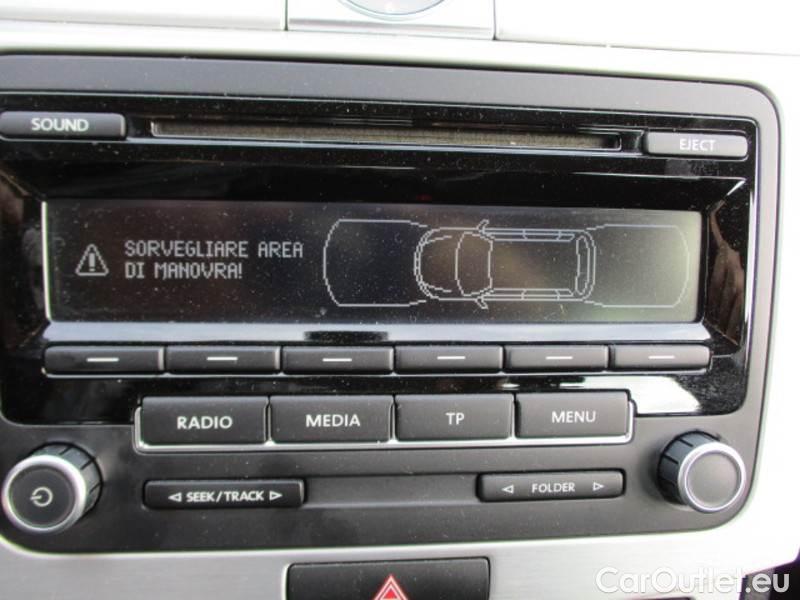 SOUND
EJECT
SORVEGLIARE AREA
DI MANOVRA!
RADIO
MEDIA
TP
MENU
SEEK/TRACK
FOLDER
CarOutlet.eu